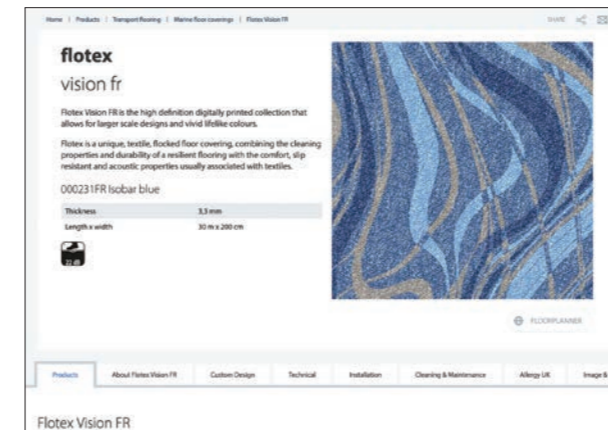 Home | Products | Transport flooring | Marine floor coverings | Flotex Vision FR
SHARE
flotex
vision fr
Flotex Vision FR is the high definition digitally printed collection that
allows for larger scale designs and vivid lifelike colours.
Flotex is a unique, textile, flocked floor covering, combining the cleaning
properties and durability of a resilient flooring with the comfort, slip
resistant and acoustic properties usually associated with textiles.
000231FR Isobar blue
Thickness 3,3 mm
Length x width 30 m x 200 cm
FLOORPLANNER
Products About Flotex Vision FR Custom Design Technical Installation Cleaning & Maintenance Allergy UK Image &
Flotex Vision FR